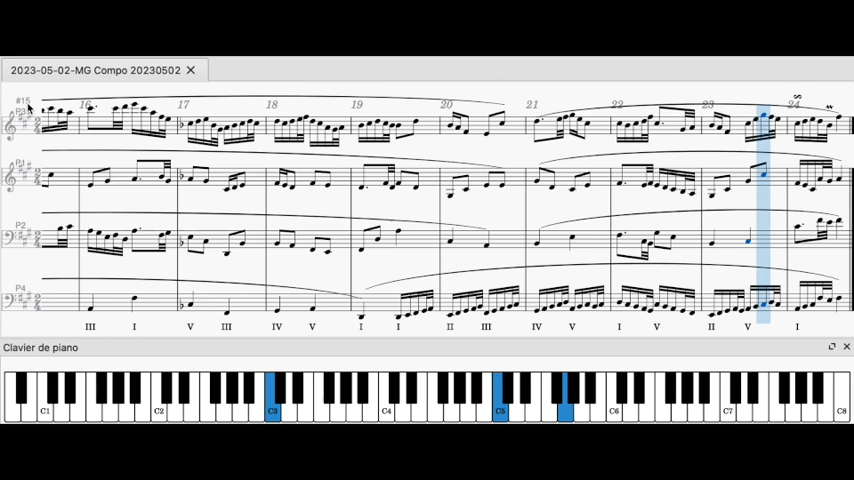 2023-05-02-MG Compo 20230502
#15
16 17 18 19 20 21 22 23 24
P3
P1
P2
P4
III I V III IV V I I II III IV V I V II V I
Clavier de piano
C1 C2 C3 C4 C5 C6 C7 C8